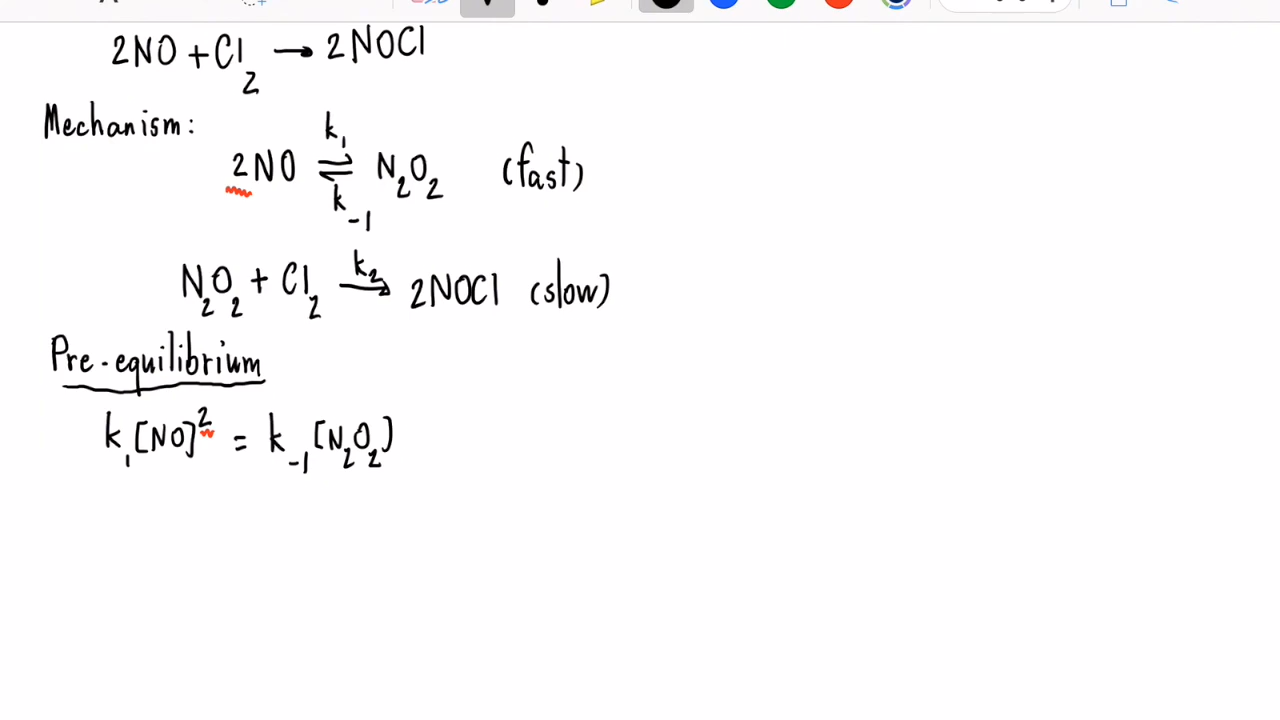 2NO + Cl₂ → 2NOCl
Mechanism:
k₁
2NO ⇌ N₂O₂ (fast)
k₋₁
N₂O₂ + Cl₂ →(k₂) 2NOCl (slow)
Pre-equilibrium
k₁[NO]² = k₋₁[N₂O₂]